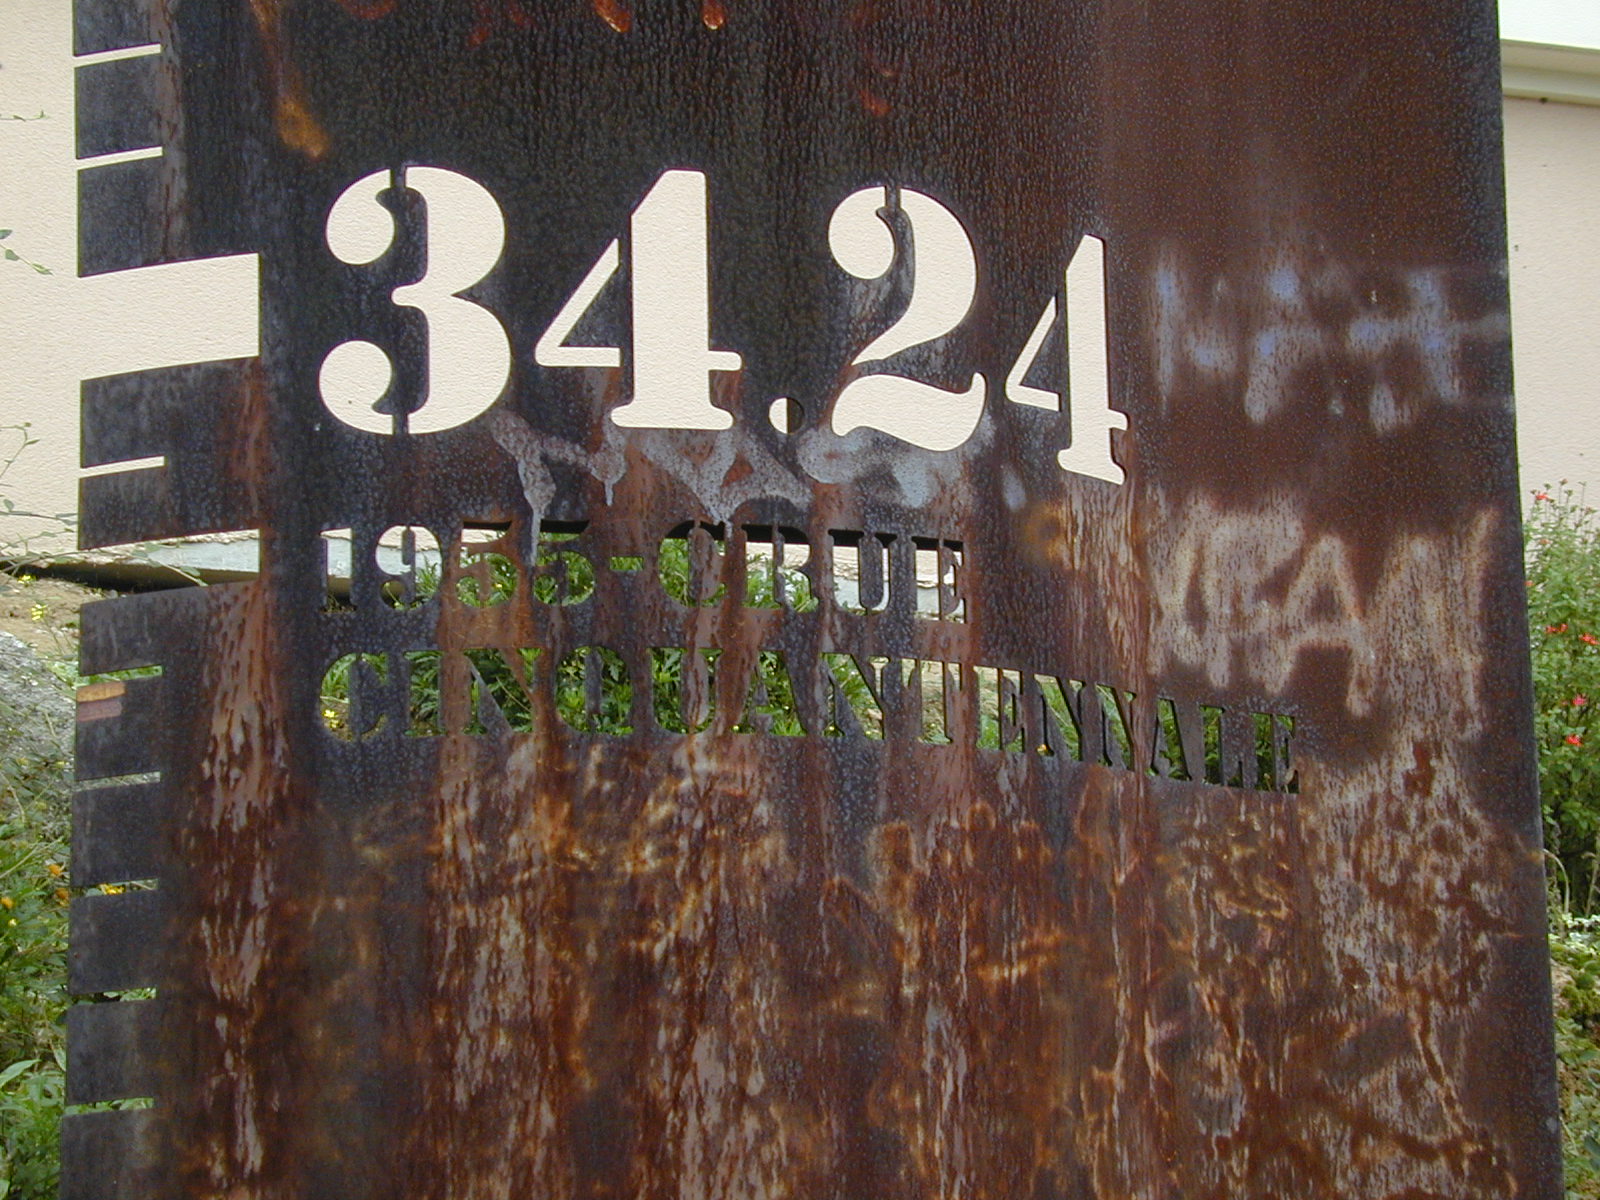 34.24
1955-CRUE
CINQUANTENNALE